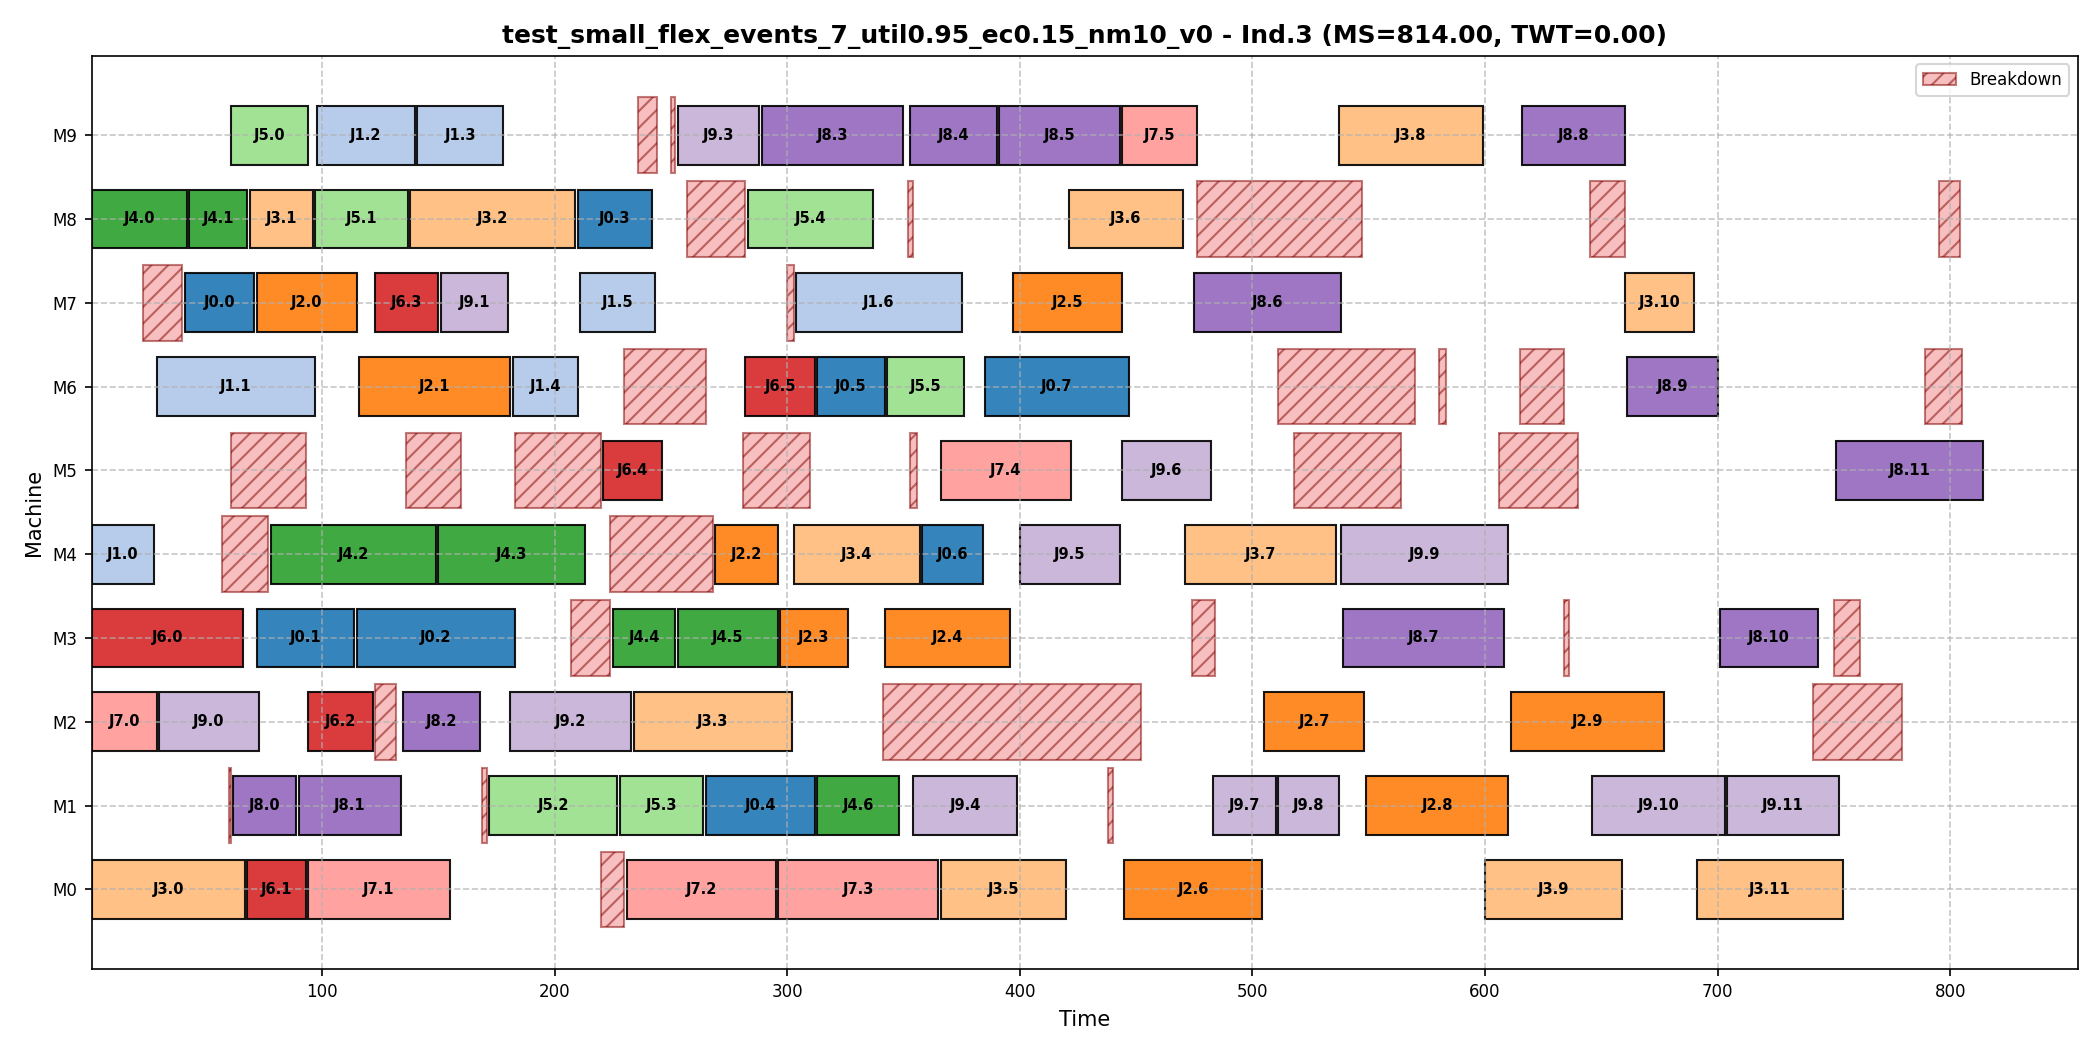 test_small_flex_events_7_util0.95_ec0.15_nm10_v0 - Ind.3 (MS=814.00, TWT=0.00)
Breakdown
M9 J5.0 J1.2 J1.3 J9.3 J8.3 J8.4 J8.5 J7.5 J3.8 J8.8
M8 J4.0 J4.1 J3.1 J5.1 J3.2 J0.3 J5.4 J3.6
M7 J0.0 J2.0 J6.3 J9.1 J1.5 J1.6 J2.5 J8.6 J3.10
M6 J1.1 J2.1 J1.4 J6.5 J0.5 J5.5 J0.7 J8.9
M5 J6.4 J7.4 J9.6 J8.11
M4 J1.0 J4.2 J4.3 J2.2 J3.4 J0.6 J9.5 J3.7 J9.9
M3 J6.0 J0.1 J0.2 J4.4 J4.5 J2.3 J2.4 J8.7 J8.10
M2 J7.0 J9.0 J6.2 J8.2 J9.2 J3.3 J2.7 J2.9
M1 J8.0 J8.1 J5.2 J5.3 J0.4 J4.6 J9.4 J9.7 J9.8 J2.8 J9.10 J9.11
M0 J3.0 J6.1 J7.1 J7.2 J7.3 J3.5 J2.6 J3.9 J3.11
Machine
100 200 300 400 500 600 700 800
Time